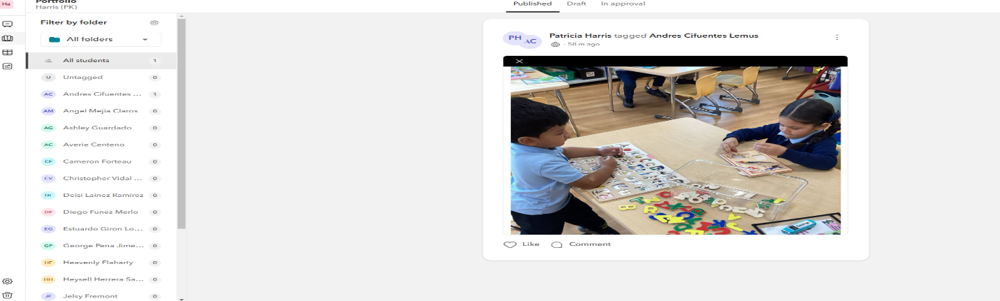 Ha
Portfolio
Harris (PK)
Published
Draft
In approval
Filter by folder
All folders
All students 1
U Untagged 0
AC Andres Cifuentes ... 1
AM Angel Mejia Claros 0
AG Ashley Guardado 0
AC Averie Centeno 0
CF Cameron Forteau 0
CV Christopher Vidal ... 0
DL Deisi Lainez Ramirez 0
DF Diego Funez Merlo 0
EG Estuardo Giron Lo... 0
GP George Pena Jime... 0
HF Heavenly Flaharty 0
HH Heysell Herrera Sa... 0
JF Jelsy Fremont 0
PH AC
Patricia Harris tagged Andres Cifuentes Lemus
· 58 m ago
George
Like
Comment